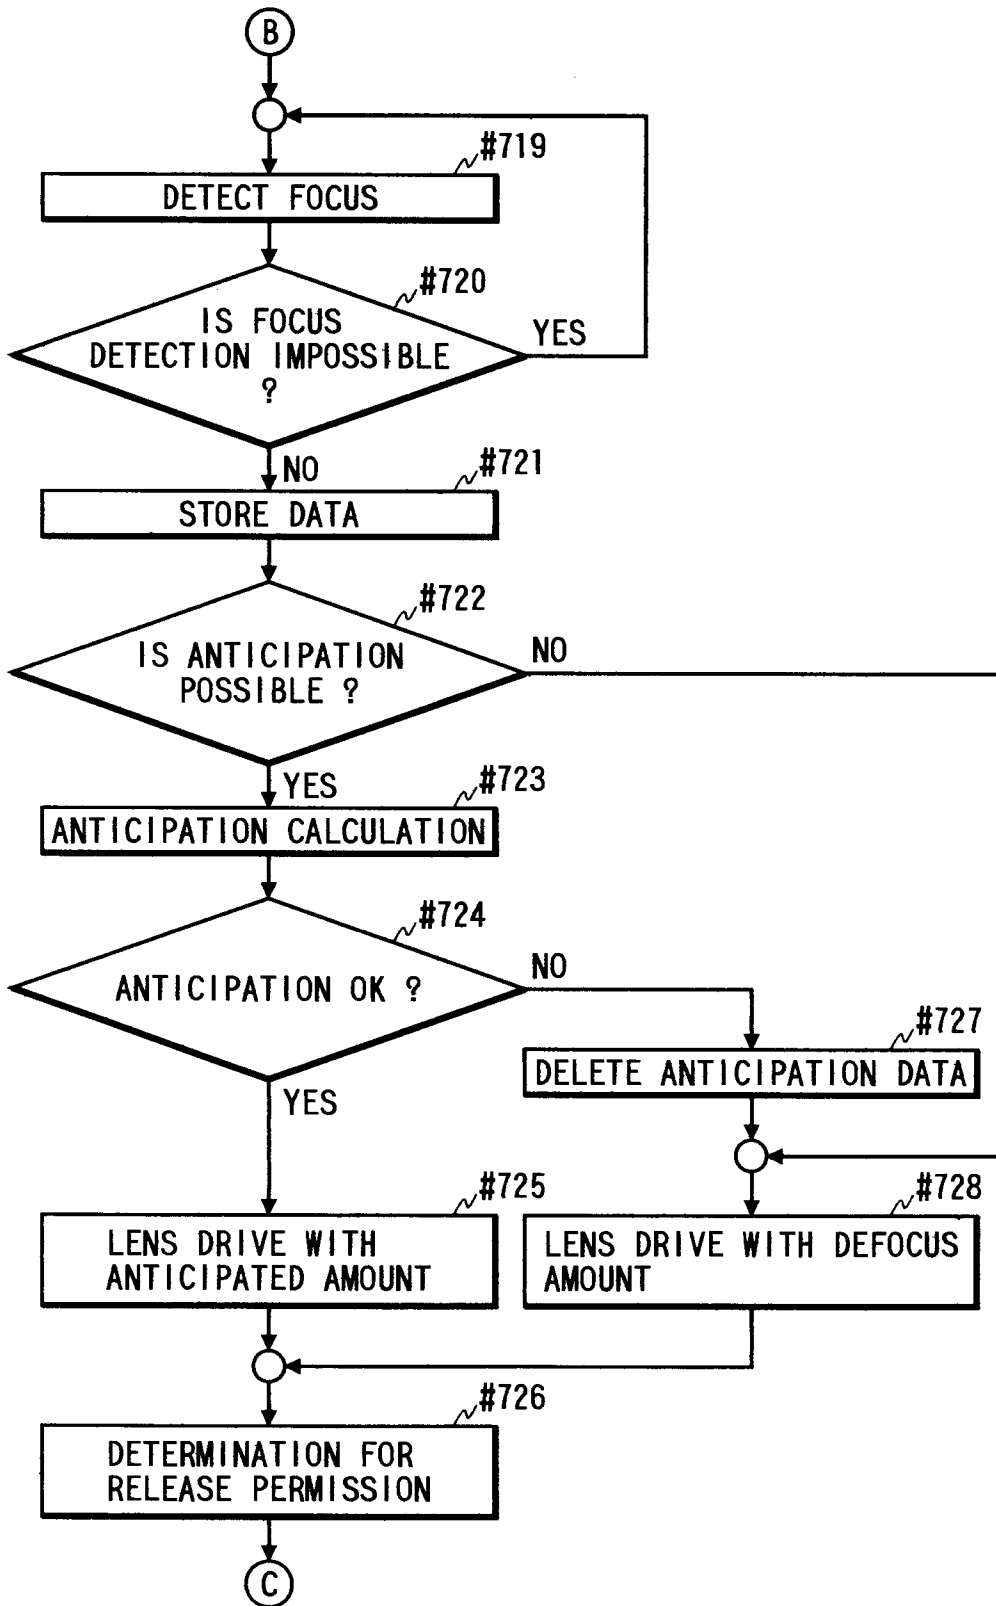 B
#719
DETECT FOCUS
#720
IS FOCUS
DETECTION IMPOSSIBLE
?
YES
NO
#721
STORE DATA
#722
IS ANTICIPATION
POSSIBLE ?
NO
YES
#723
ANTICIPATION CALCULATION
#724
ANTICIPATION OK ?
NO
YES
#727
DELETE ANTICIPATION DATA
#725
LENS DRIVE WITH
ANTICIPATED AMOUNT
#728
LENS DRIVE WITH DEFOCUS
AMOUNT
#726
DETERMINATION FOR
RELEASE PERMISSION
C